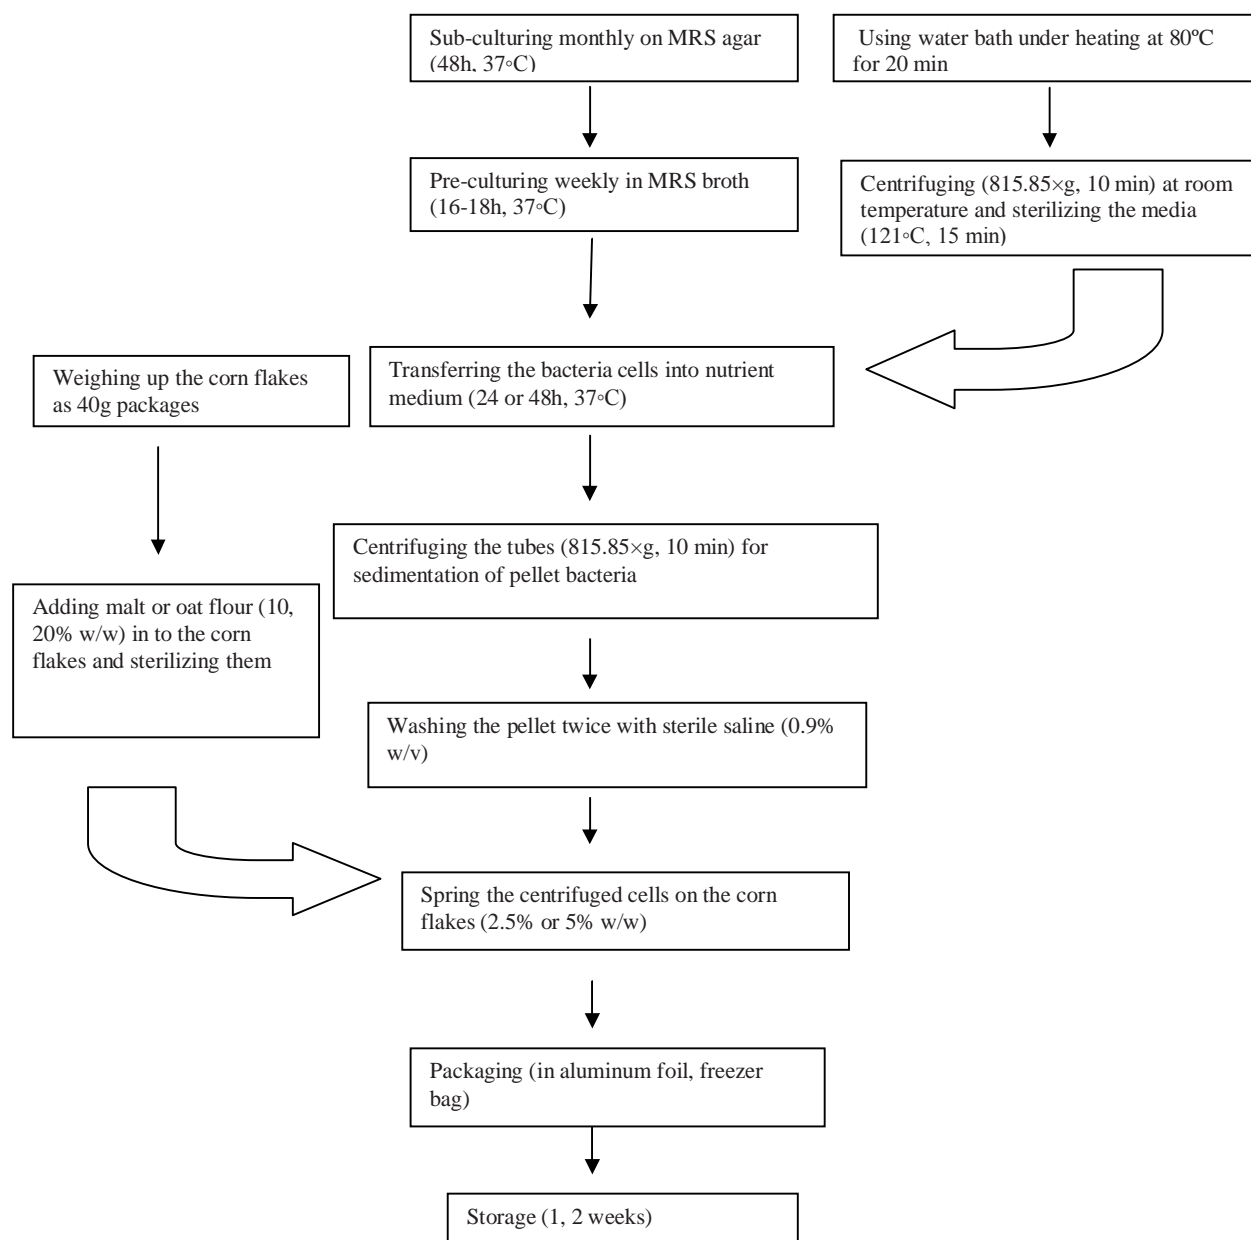 Sub-culturing monthly on MRS agar
(48h, 37◦C)
Using water bath under heating at 80ºC
for 20 min
Pre-culturing weekly in MRS broth
(16-18h, 37◦C)
Centrifuging (815.85×g, 10 min) at room
temperature and sterilizing the media
(121◦C, 15 min)
Weighing up the corn flakes
as 40g packages
Transferring the bacteria cells into nutrient
medium (24 or 48h, 37◦C)
Centrifuging the tubes (815.85×g, 10 min) for
sedimentation of pellet bacteria
Adding malt or oat flour (10,
20% w/w) in to the corn
flakes and sterilizing them
Washing the pellet twice with sterile saline (0.9%
w/v)
Spring the centrifuged cells on the corn
flakes (2.5% or 5% w/w)
Packaging (in aluminum foil, freezer
bag)
Storage (1, 2 weeks)